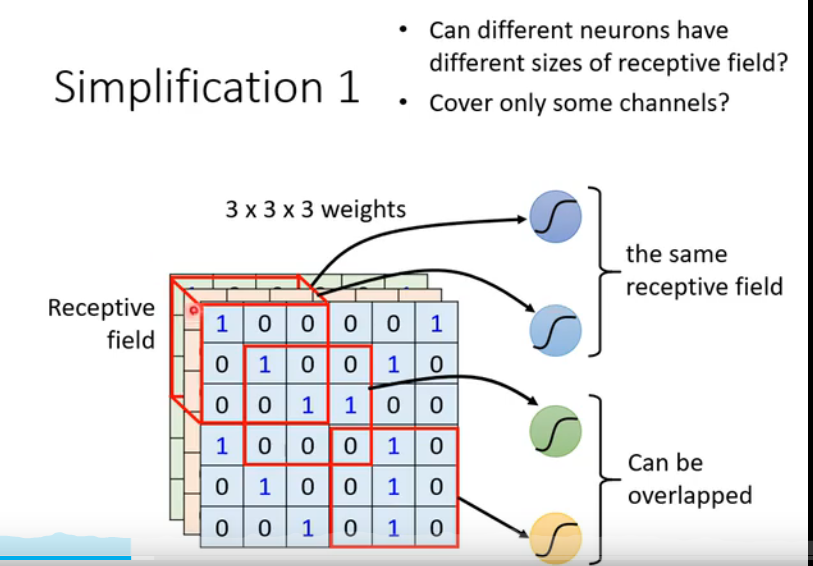 • Can different neurons have
different sizes of receptive field?
Simplification 1
• Cover only some channels?
3 x 3 x 3 weights
the same
receptive field
Receptive
field
1 0 0 0 0 1
0 1 0 0 1 0
0 0 1 1 0 0
1 0 0 0 1 0
0 1 0 0 1 0
0 0 1 0 1 0
Can be
overlapped